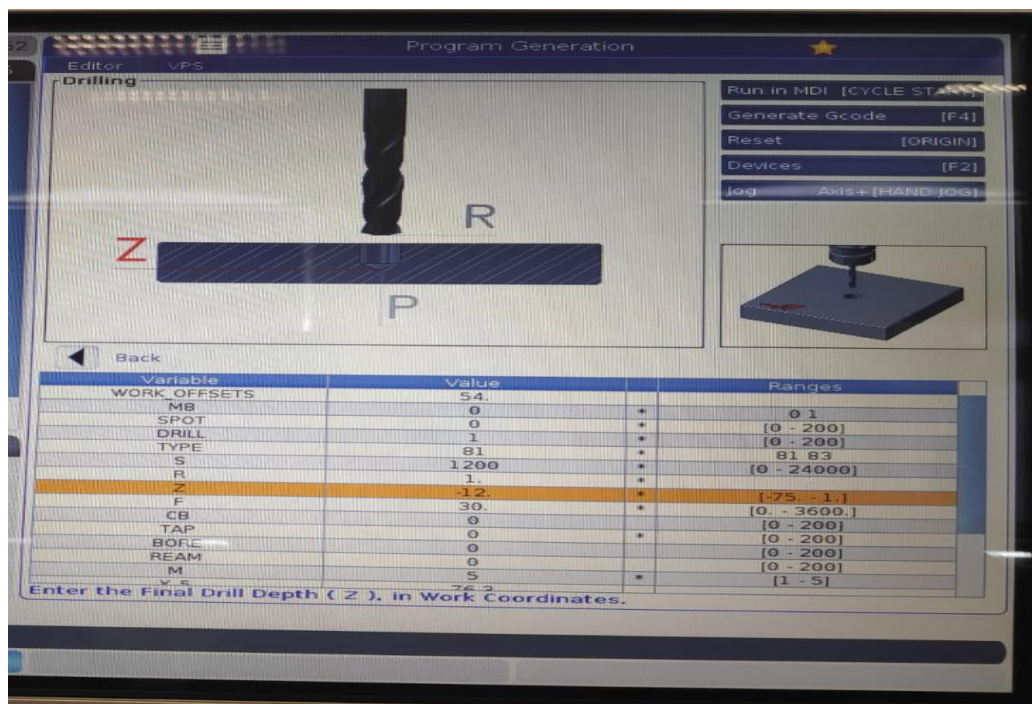 Program Generation
Editor VPS
Drilling
Run in MDI [CYCLE START]
Generate Gcode [F4]
Reset [ORIGIN]
Devices [F2]
Jog Axis+[HAND JOG]
R
Z
P
Back
Variable Value Ranges
WORK_OFFSETS 54.
M8 0 * 0 1
SPOT 0 * [0 - 200]
DRILL 1 * [0 - 200]
TYPE 81 * 81 83
S 1200 * [0 - 24000]
R 1. *
Z -12. * [-75. - 1.]
F 30. * [0. - 3600.]
CB 0 [0 - 200]
TAP 0 * [0 - 200]
BORE 0 [0 - 200]
REAM 0 [0 - 200]
M 5 * [1 - 5]
76.2
Enter the Final Drill Depth ( Z ), in Work Coordinates.